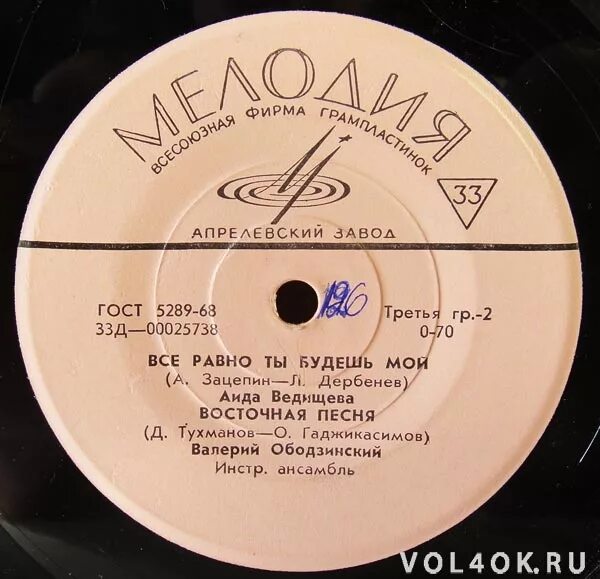 МЕЛОДИЯ
ВСЕСОЮЗНАЯ ФИРМА ГРАМПЛАСТИНОК
33
АПРЕЛЕВСКИЙ ЗАВОД
ГОСТ 5289-68
33Д—00025738
126
Третья гр.-2
0-70
ВСЕ РАВНО ТЫ БУДЕШЬ МОЙ
(А. Зацепин—Л. Дербенев)
Аида Ведищева
ВОСТОЧНАЯ ПЕСНЯ
(Д. Тухманов—О. Гаджикасимов)
Валерий Ободзинский
Инстр. ансамбль
VOL4OK.RU